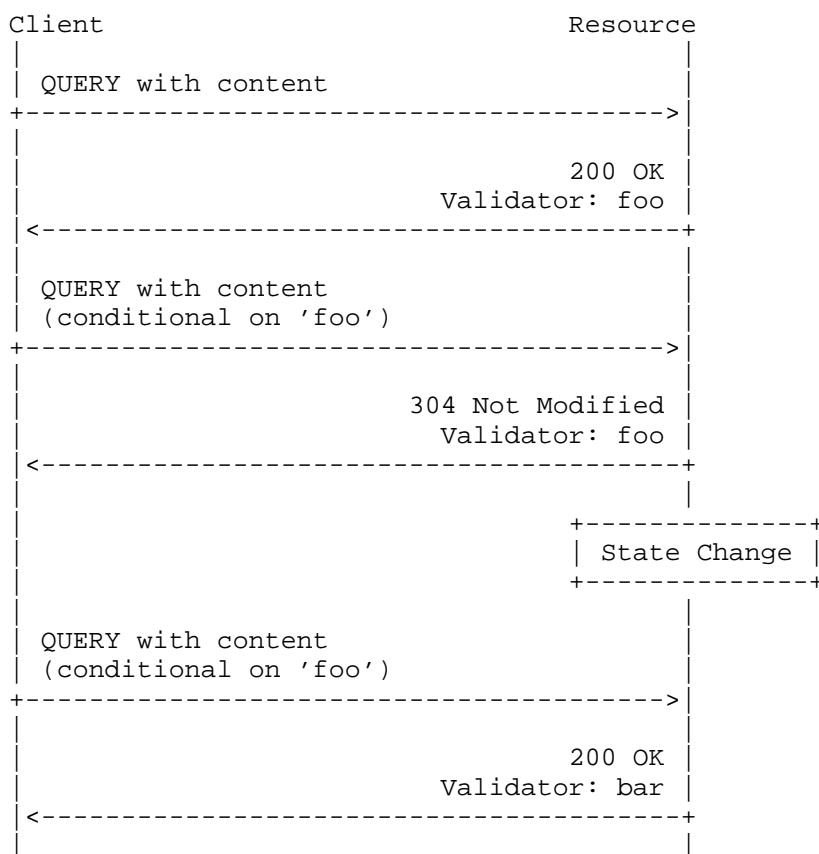 Client Resource
QUERY with content
200 OK
Validator: foo
QUERY with content
(conditional on ’foo’)
304 Not Modified
Validator: foo
State Change
QUERY with content
(conditional on ’foo’)
200 OK
Validator: bar